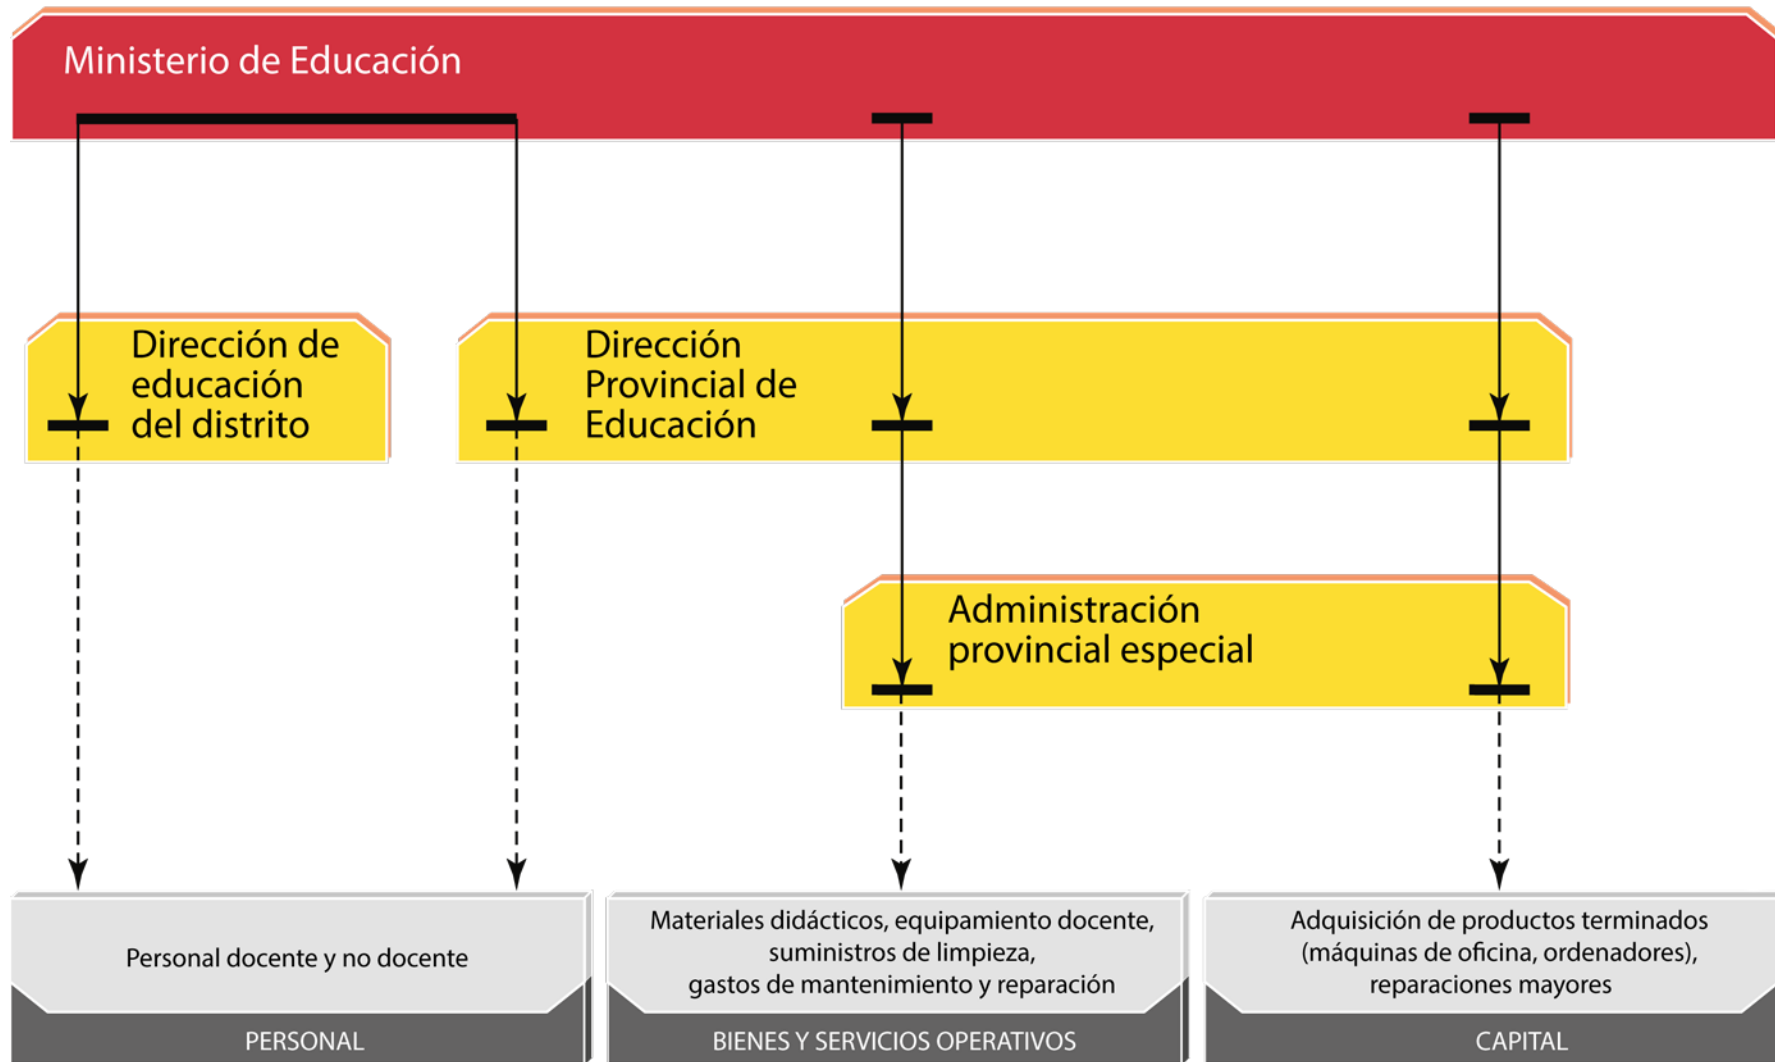 Ministerio de Educación
Dirección de
educación
del distrito
Dirección
Provincial de
Educación
Administración
provincial especial
Personal docente y no docente
PERSONAL
Materiales didácticos, equipamiento docente,
suministros de limpieza,
gastos de mantenimiento y reparación
BIENES Y SERVICIOS OPERATIVOS
Adquisición de productos terminados
(máquinas de oficina, ordenadores),
reparaciones mayores
CAPITAL